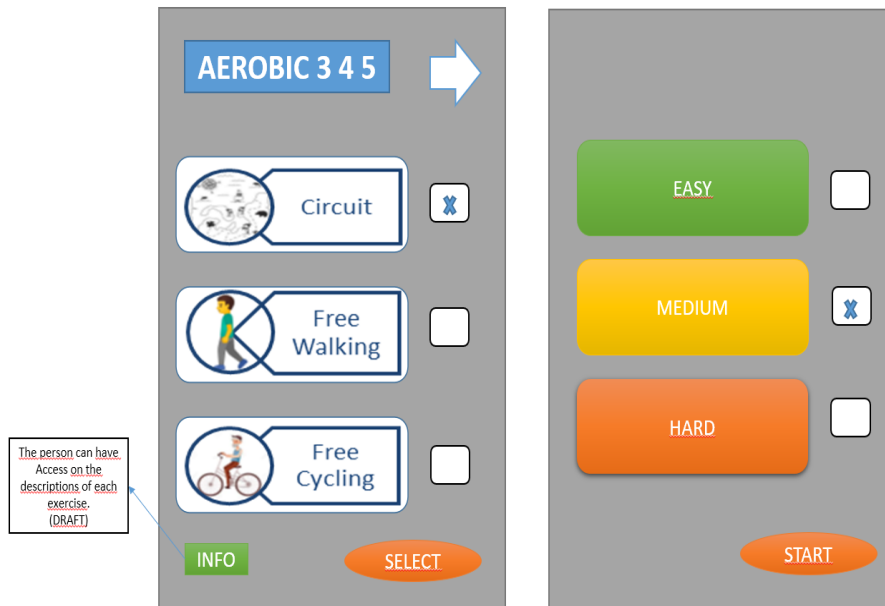 AEROBIC 3 4 5
Circuit
Free
Walking
Free
Cycling
The person can have
Access on the
descriptions of each
exercise.
(DRAFT)
INFO
SELECT
EASY
MEDIUM
HARD
START